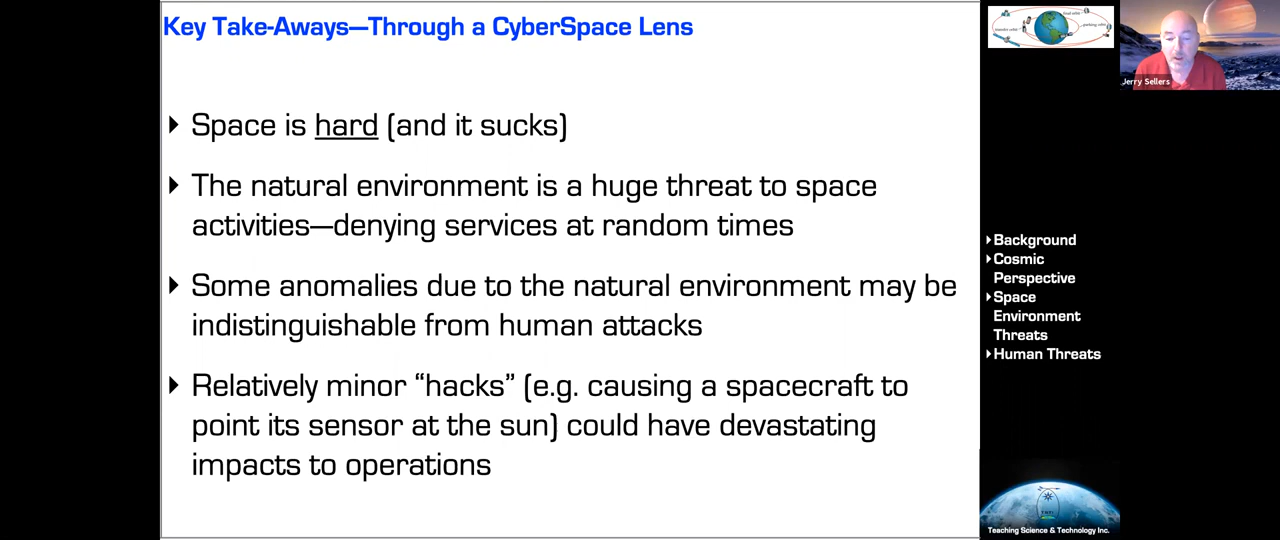 Key Take-Aways—Through a CyberSpace Lens
Space is hard (and it sucks)
The natural environment is a huge threat to space
activities—denying services at random times
Some anomalies due to the natural environment may be
indistinguishable from human attacks
Relatively minor “hacks” (e.g. causing a spacecraft to
point its sensor at the sun) could have devastating
impacts to operations
Jerry Sellers
Background
Cosmic
Perspective
Space
Environment
Threats
Human Threats
Teaching Science & Technology Inc.